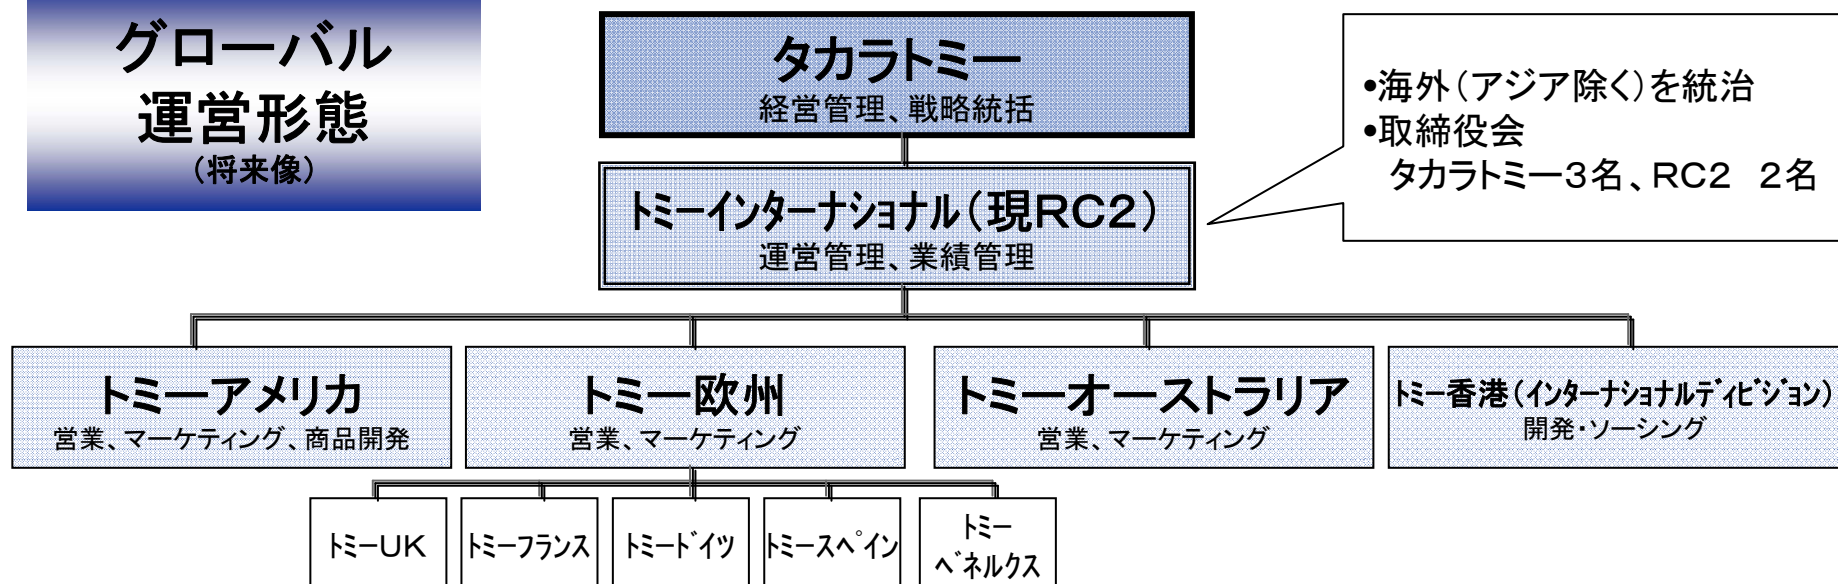 グローバル
運営形態
(将来像)
タカラトミー
経営管理、戦略統括
•海外(アジア除く)を統治
•取締役会
タカラトミー3名、RC2 2名
トミーインターナショナル(現RC2)
運営管理、業績管理
トミーアメリカ
営業、マーケティング、商品開発
トミー欧州
営業、マーケティング
トミーオーストラリア
営業、マーケティング
トミー香港(インターナショナルディビジョン)
開発・ソーシング
トミーUK
トミーフランス
トミードイツ
トミースペイン
トミー
ベネルクス